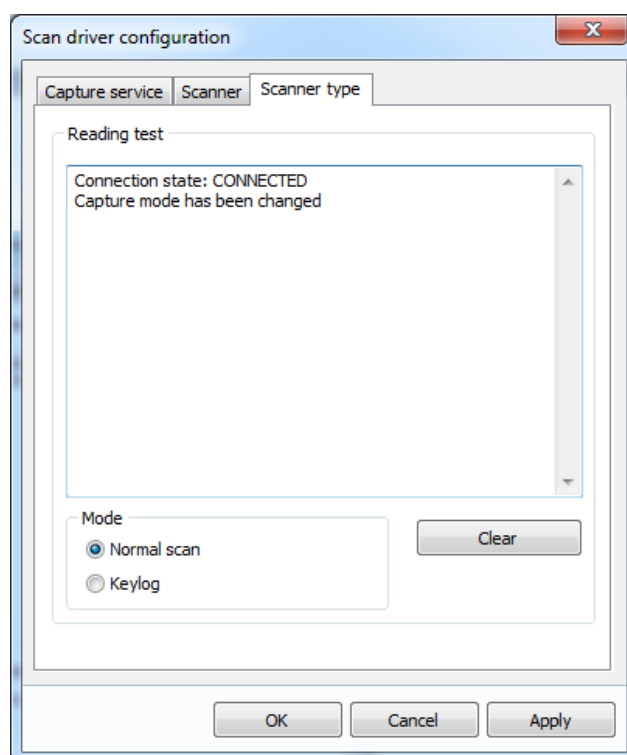 Scan driver configuration
Capture service Scanner Scanner type
Reading test
Connection state: CONNECTED
Capture mode has been changed
Mode
Normal scan
Clear
Keylog
OK Cancel Apply